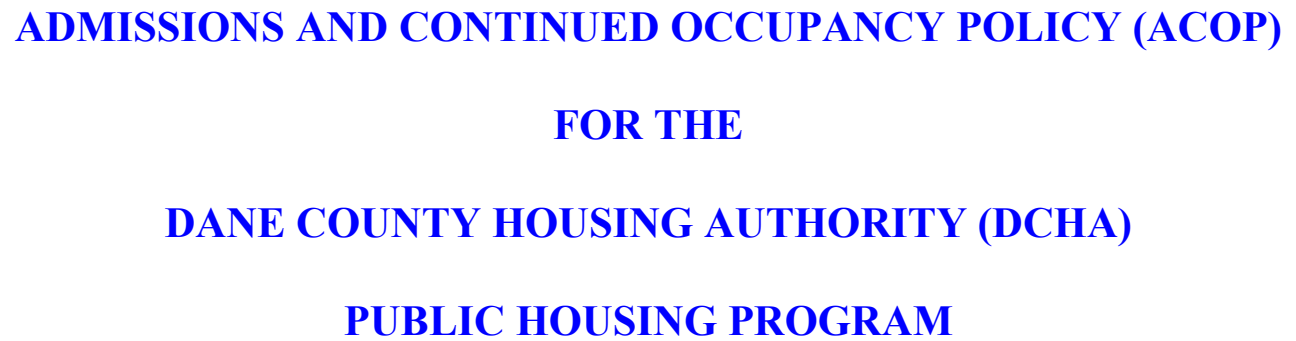 ADMISSIONS AND CONTINUED OCCUPANCY POLICY (ACOP)
FOR THE
DANE COUNTY HOUSING AUTHORITY (DCHA)
PUBLIC HOUSING PROGRAM